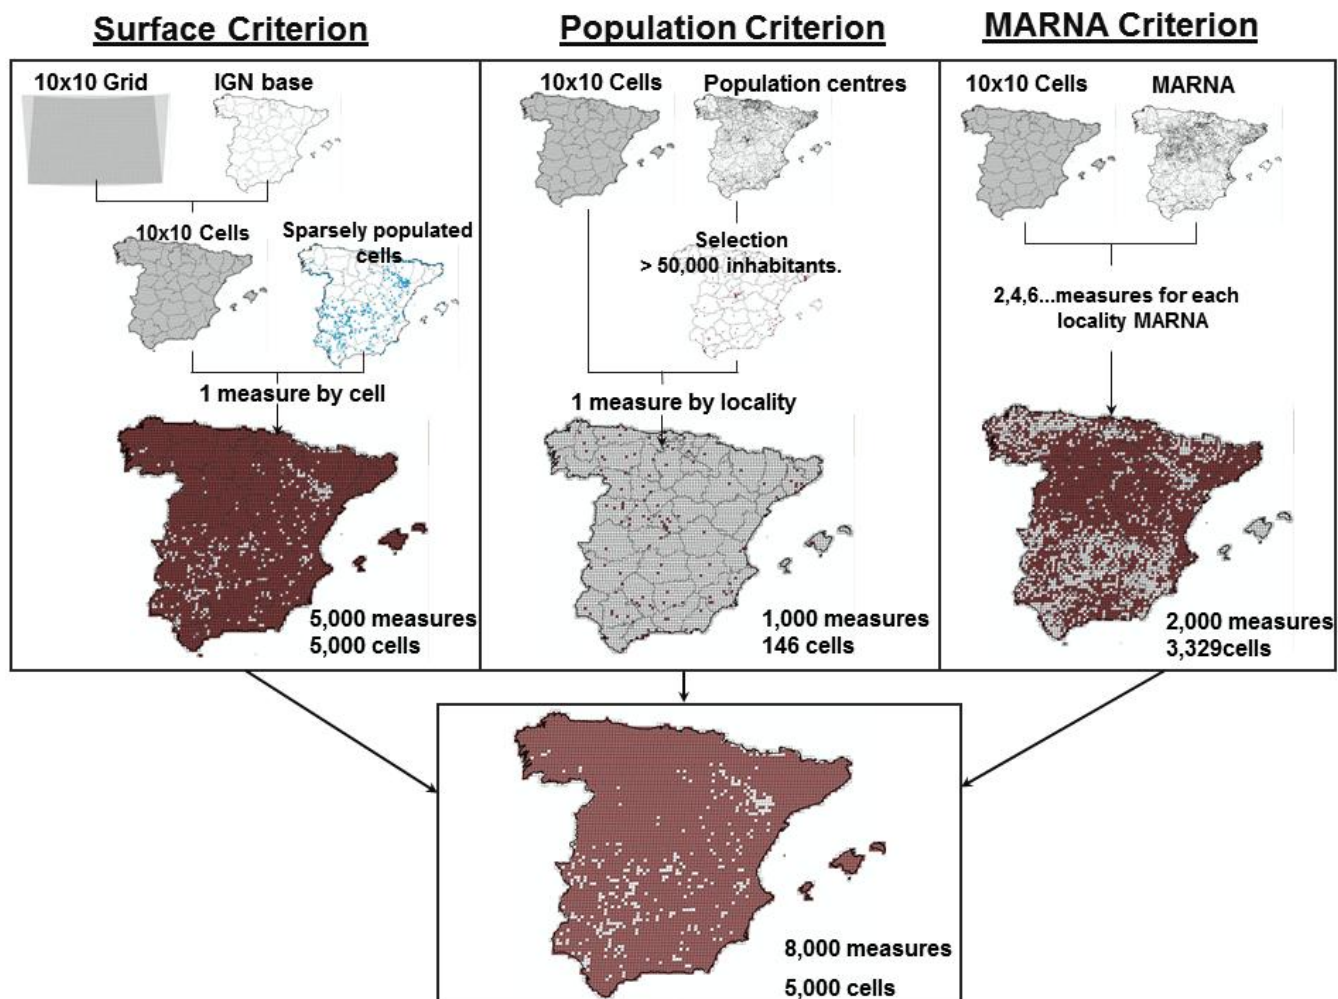 Surface Criterion
10x10 Grid
IGN base
10x10 Cells
Sparsely populated
cells
1 measure by cell
5,000 measures
5,000 cells
Population Criterion
10x10 Cells
Population centres
Selection
> 50,000 inhabitants.
1 measure by locality
1,000 measures
146 cells
MARNA Criterion
10x10 Cells
MARNA
2,4,6...measures for each
locality MARNA
2,000 measures
3,329cells
8,000 measures
5,000 cells